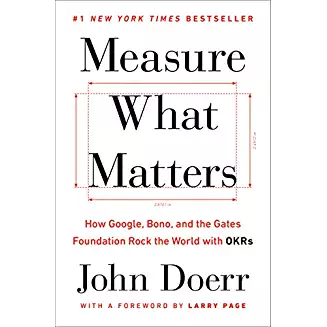 #1 NEW YORK TIMES BESTSELLER
Measure
What
Matters
How Google, Bono, and the Gates
Foundation Rock the World with OKRs
John Doerr
WITH A FOREWORD BY LARRY PAGE